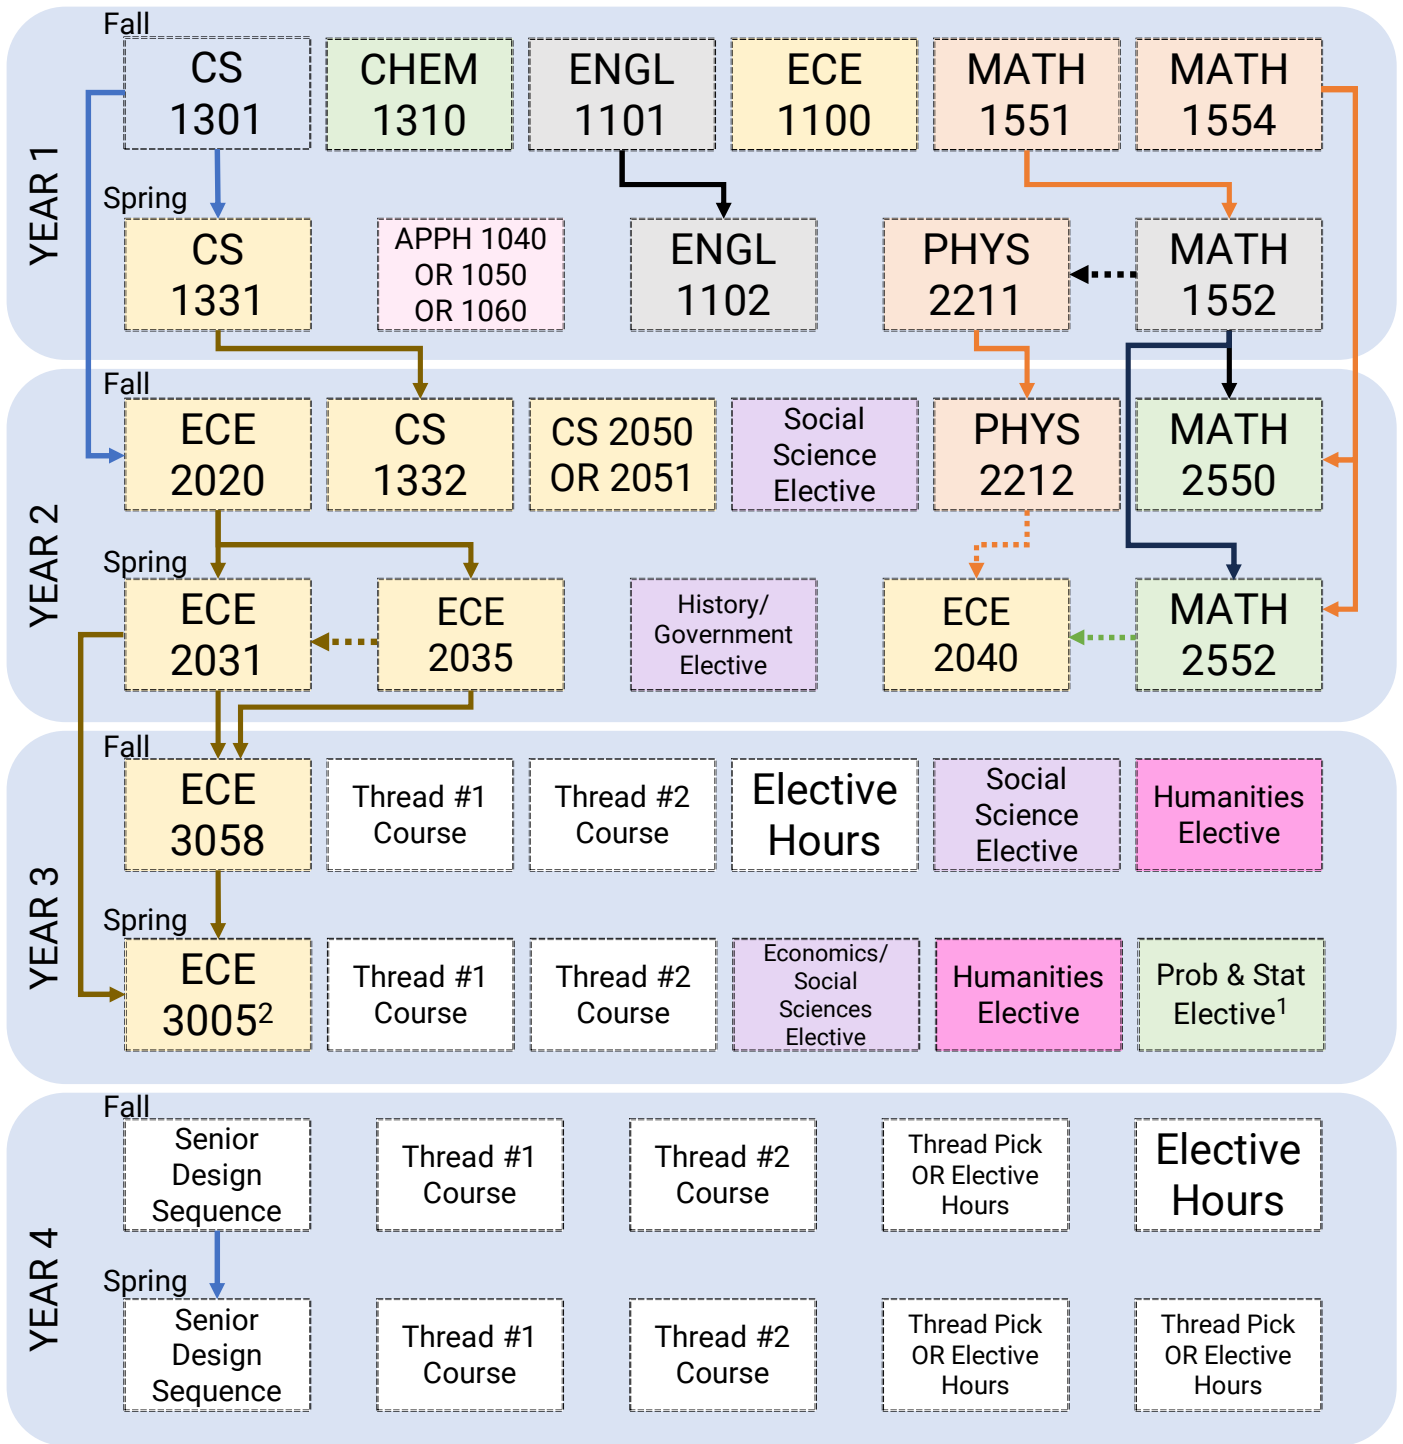 YEAR 1
Fall
CS
1301
CHEM
1310
ENGL
1101
ECE
1100
MATH
1551
MATH
1554
Spring
CS
1331
APPH 1040
OR 1050
OR 1060
ENGL
1102
PHYS
2211
MATH
1552
YEAR 2
Fall
ECE
2020
CS
1332
CS 2050
OR 2051
Social
Science
Elective
PHYS
2212
MATH
2550
Spring
ECE
2031
ECE
2035
History/
Government
Elective
ECE
2040
MATH
2552
YEAR 3
Fall
ECE
3058
Thread #1
Course
Thread #2
Course
Elective
Hours
Social
Science
Elective
Humanities
Elective
Spring
ECE
3005²
Thread #1
Course
Thread #2
Course
Economics/
Social
Sciences
Elective
Humanities
Elective
Prob & Stat
Elective¹
YEAR 4
Fall
Senior
Design
Sequence
Thread #1
Course
Thread #2
Course
Thread Pick
OR Elective
Hours
Elective
Hours
Spring
Senior
Design
Sequence
Thread #1
Course
Thread #2
Course
Thread Pick
OR Elective
Hours
Thread Pick
OR Elective
Hours